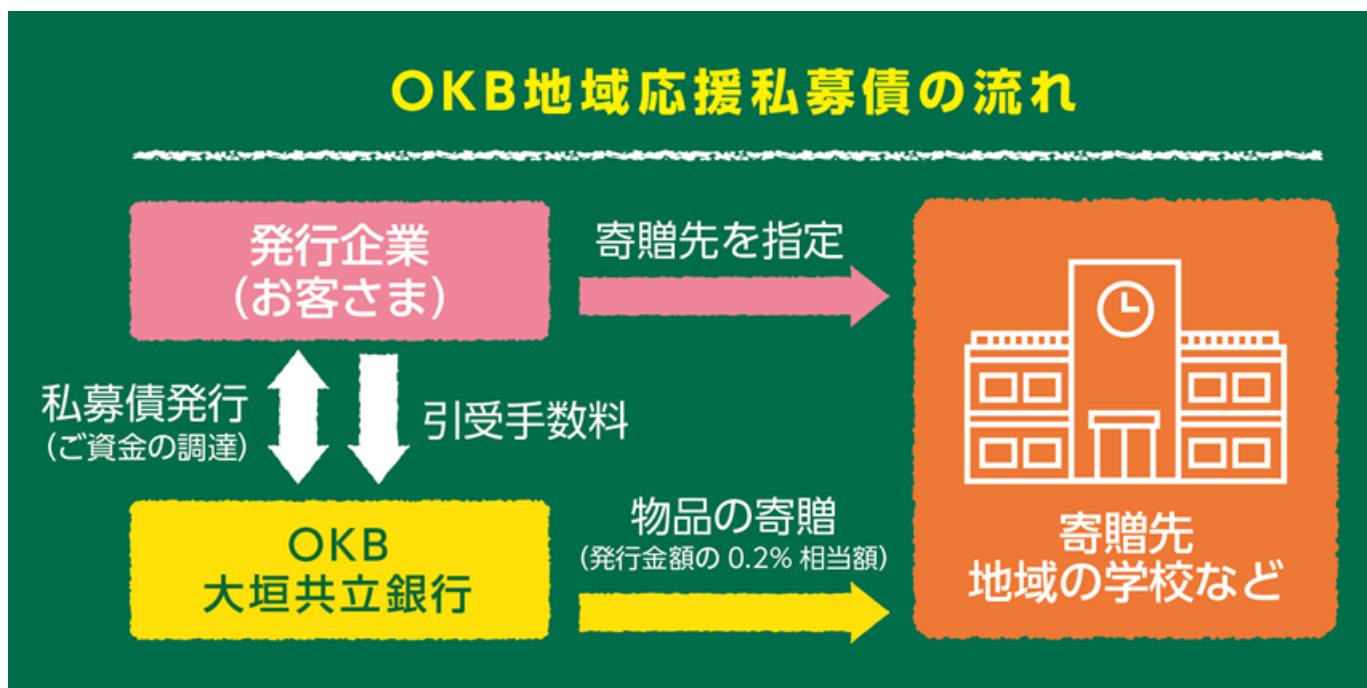 OKB地域応援私募債の流れ
発行企業
(お客さま)
寄贈先を指定
私募債発行
(ご資金の調達)
引受手数料
OKB
大垣共立銀行
物品の寄贈
(発行金額の 0.2% 相当額)
寄贈先
地域の学校など